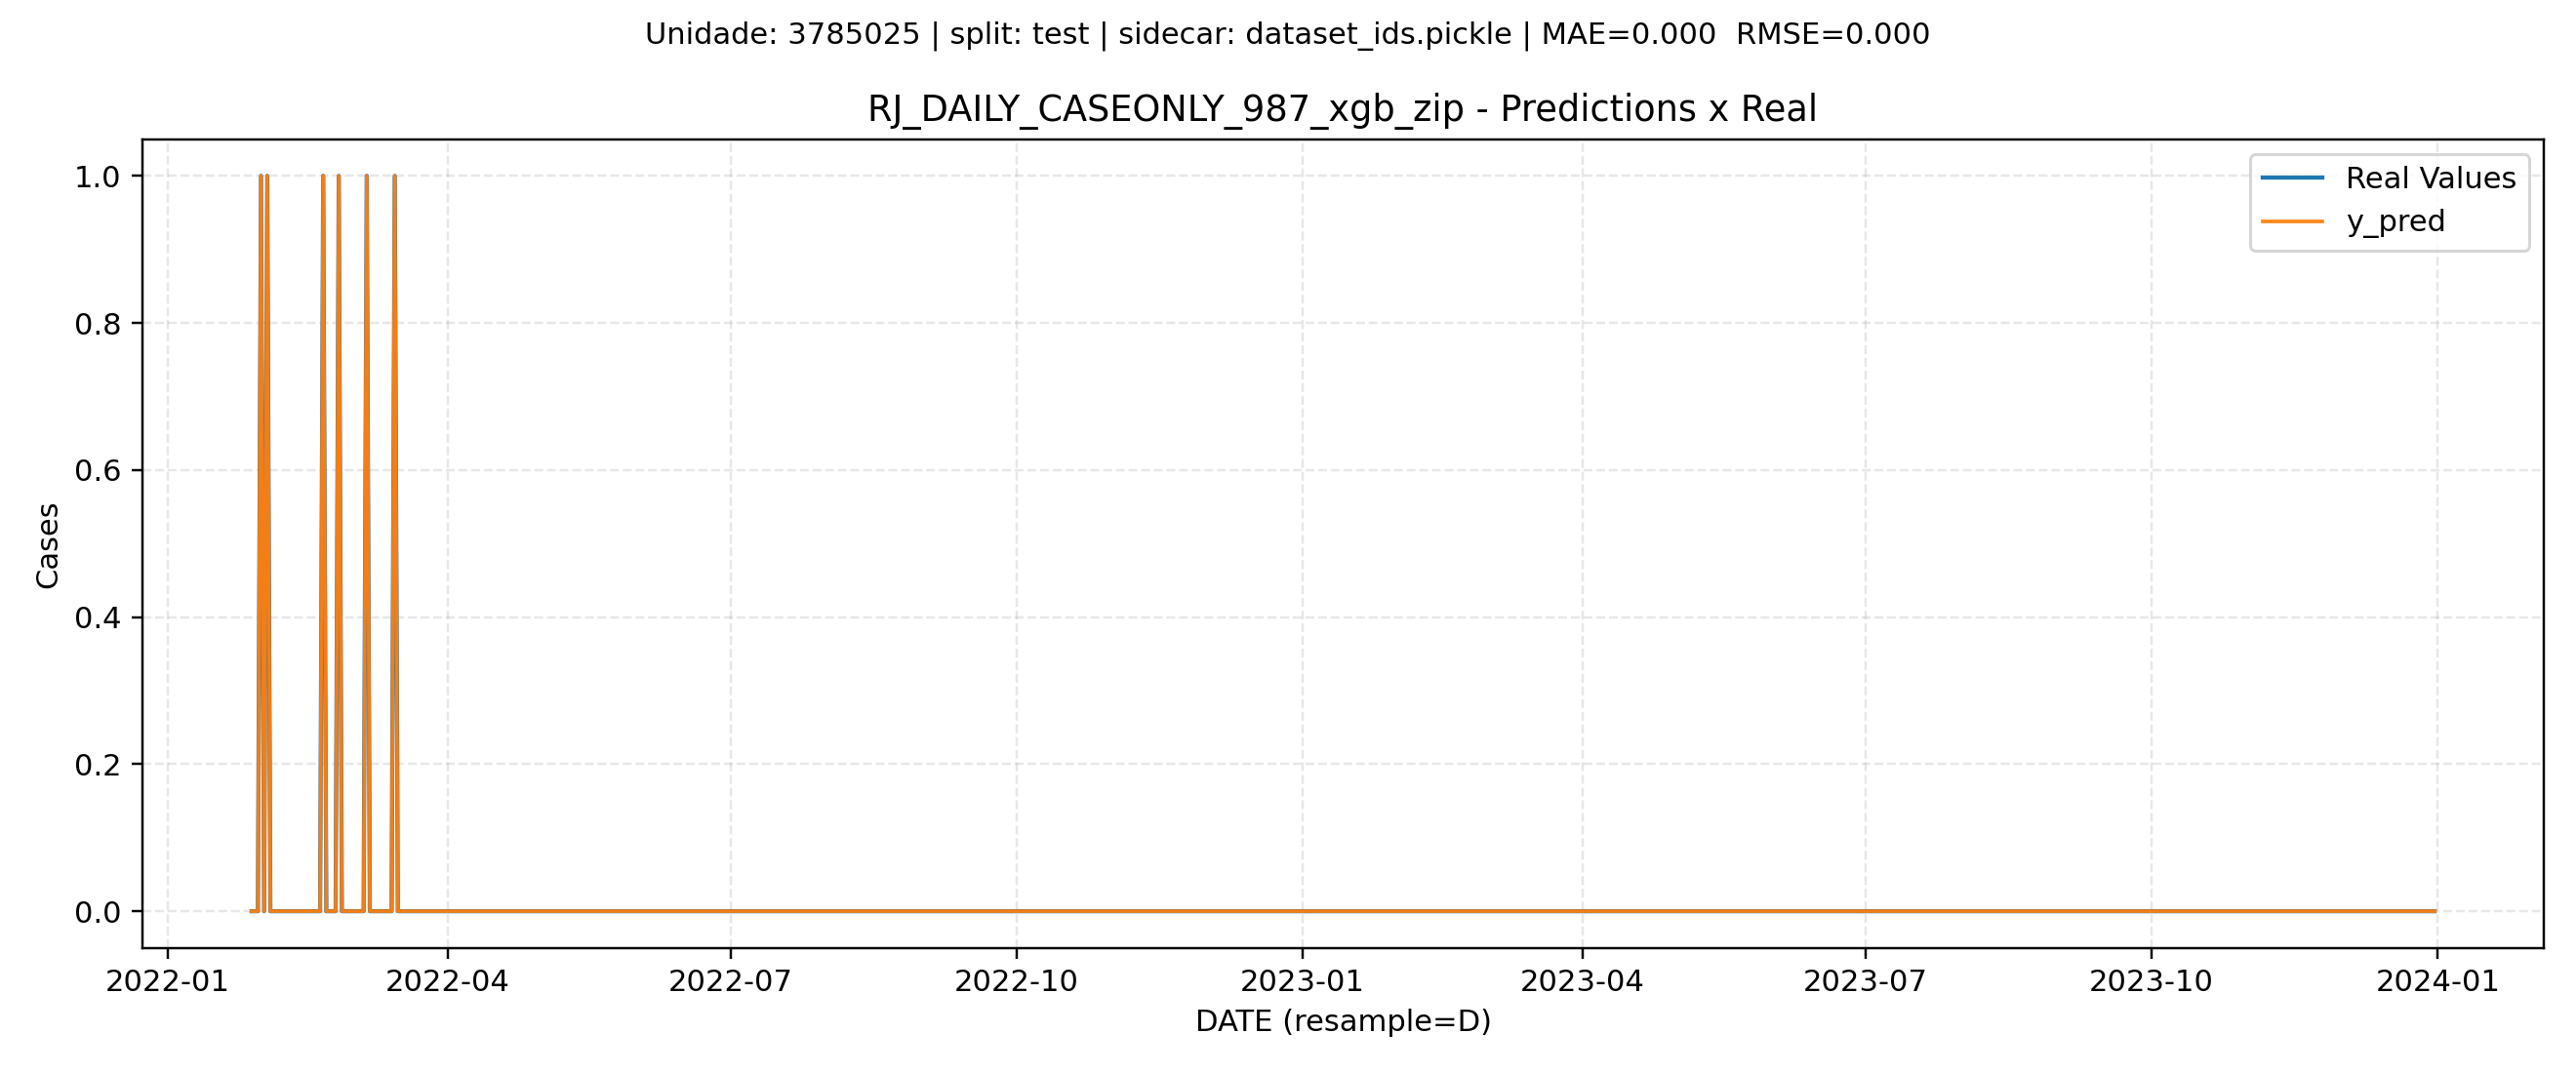 Unidade: 3785025 | split: test | sidecar: dataset_ids.pickle | MAE=0.000  RMSE=0.000
RJ_DAILY_CASEONLY_987_xgb_zip - Predictions x Real
Real Values
y_pred
1.0
0.8
0.6
0.4
0.2
0.0
Cases
2022-01 2022-04 2022-07 2022-10 2023-01 2023-04 2023-07 2023-10 2024-01
DATE (resample=D)